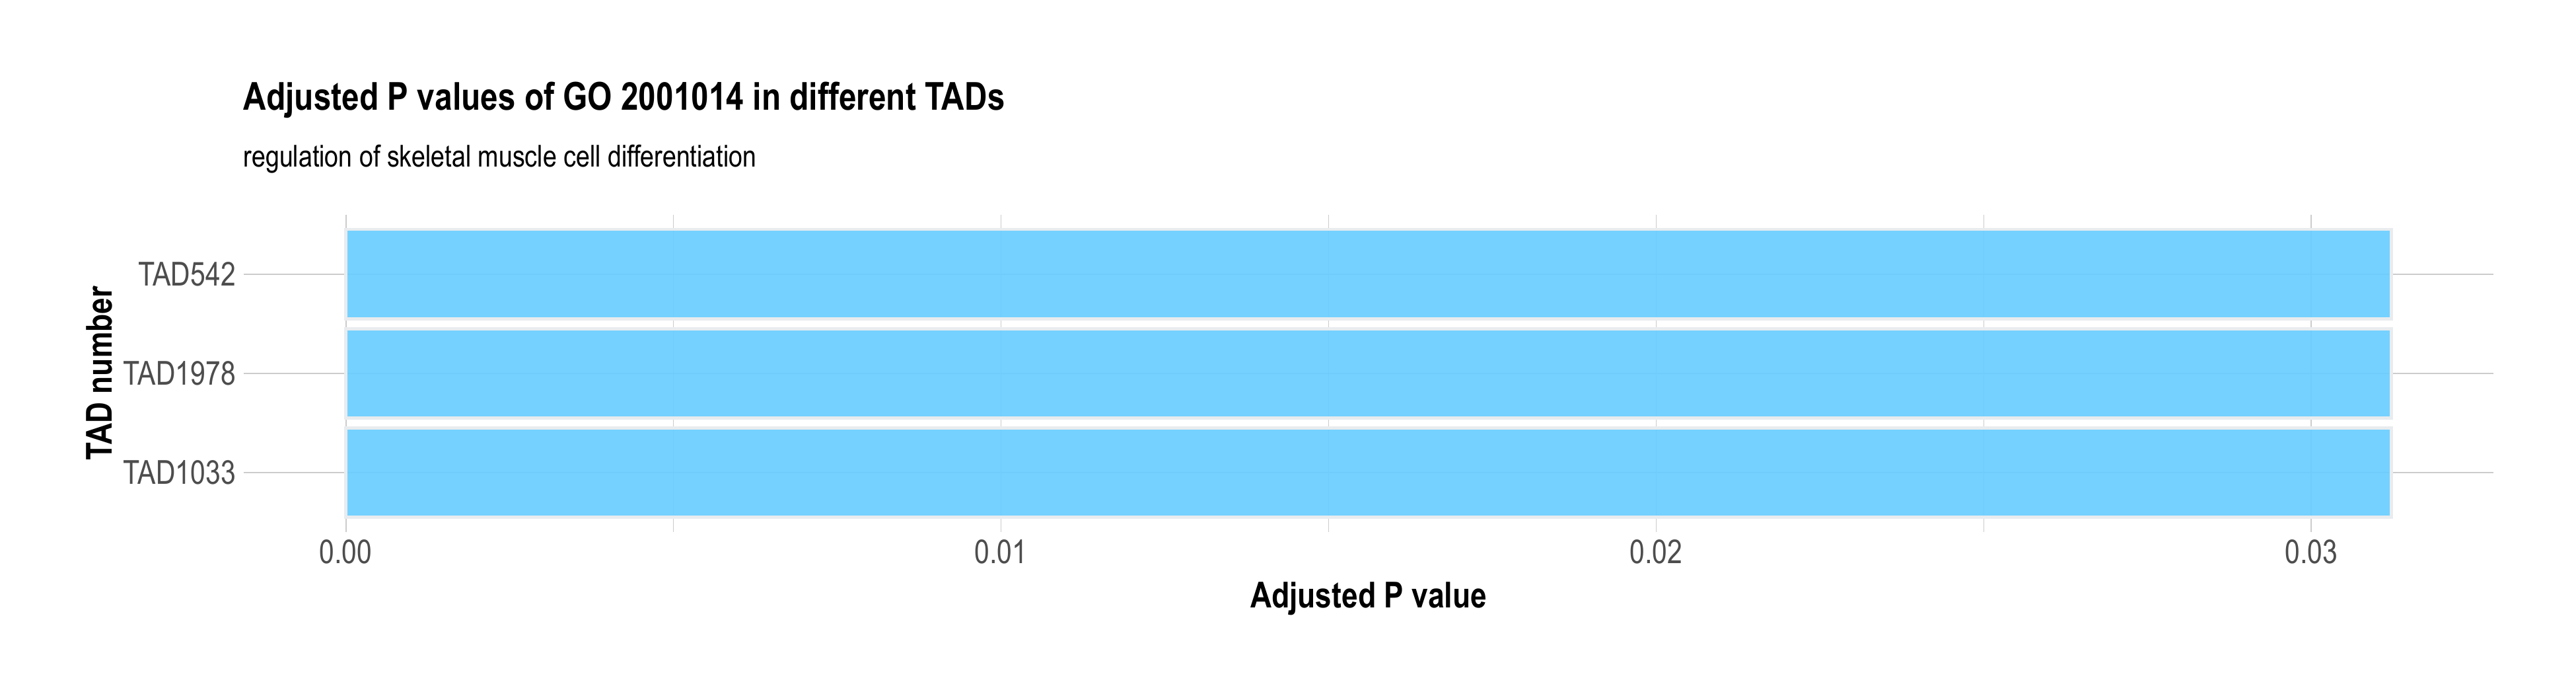 Adjusted P values of GO 2001014 in different TADs
regulation of skeletal muscle cell differentiation
TAD number
TAD542
TAD1978
TAD1033
0.00 0.01 0.02 0.03
Adjusted P value